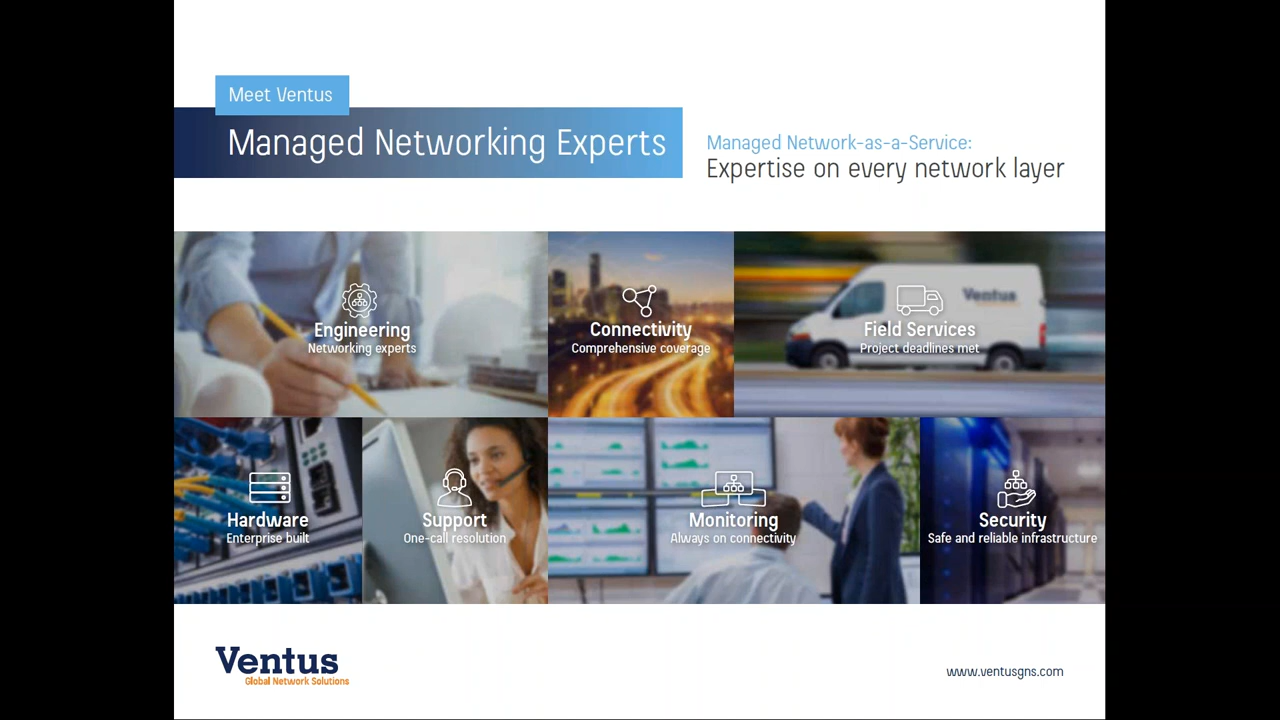 Meet Ventus
Managed Networking Experts
Managed Network-as-a-Service:
Expertise on every network layer
Engineering
Networking experts
Connectivity
Comprehensive coverage
Ventus
Field Services
Project deadlines met
Hardware
Enterprise built
Support
One-call resolution
Monitoring
Always on connectivity
Security
Safe and reliable infrastructure
Ventus
Global Network Solutions
www.ventusgns.com